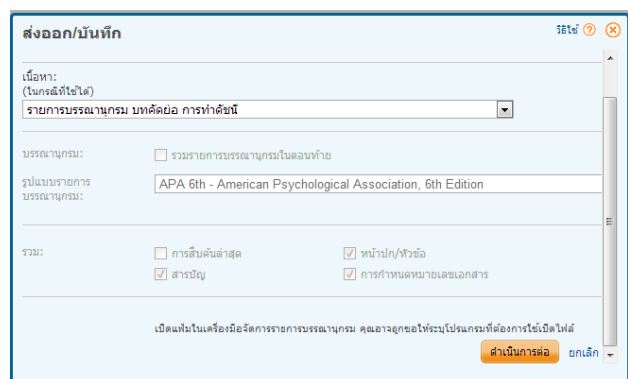 ส่งออก/บันทึก
วิธีใช้ ?
เนื้อหา:
(ในกรณีที่ใช้ได้)
รายการบรรณานุกรม บทคัดย่อ การทำดัชนี
บรรณานุกรม:
รวมรายการบรรณานุกรมในตอนท้าย
รูปแบบรายการ
บรรณานุกรม:
APA 6th - American Psychological Association, 6th Edition
รวม:
การสืบค้นล่าสุด
หน้าปก/หัวข้อ
สารบัญ
การกำหนดหมายเลขเอกสาร
เปิดแฟ้มในเครื่องมือจัดการรายการบรรณานุกรม คุณอาจถูกขอให้ระบุโปรแกรมที่ต้องการใช้เปิดไฟล์
ดำเนินการต่อ
ยกเลิก